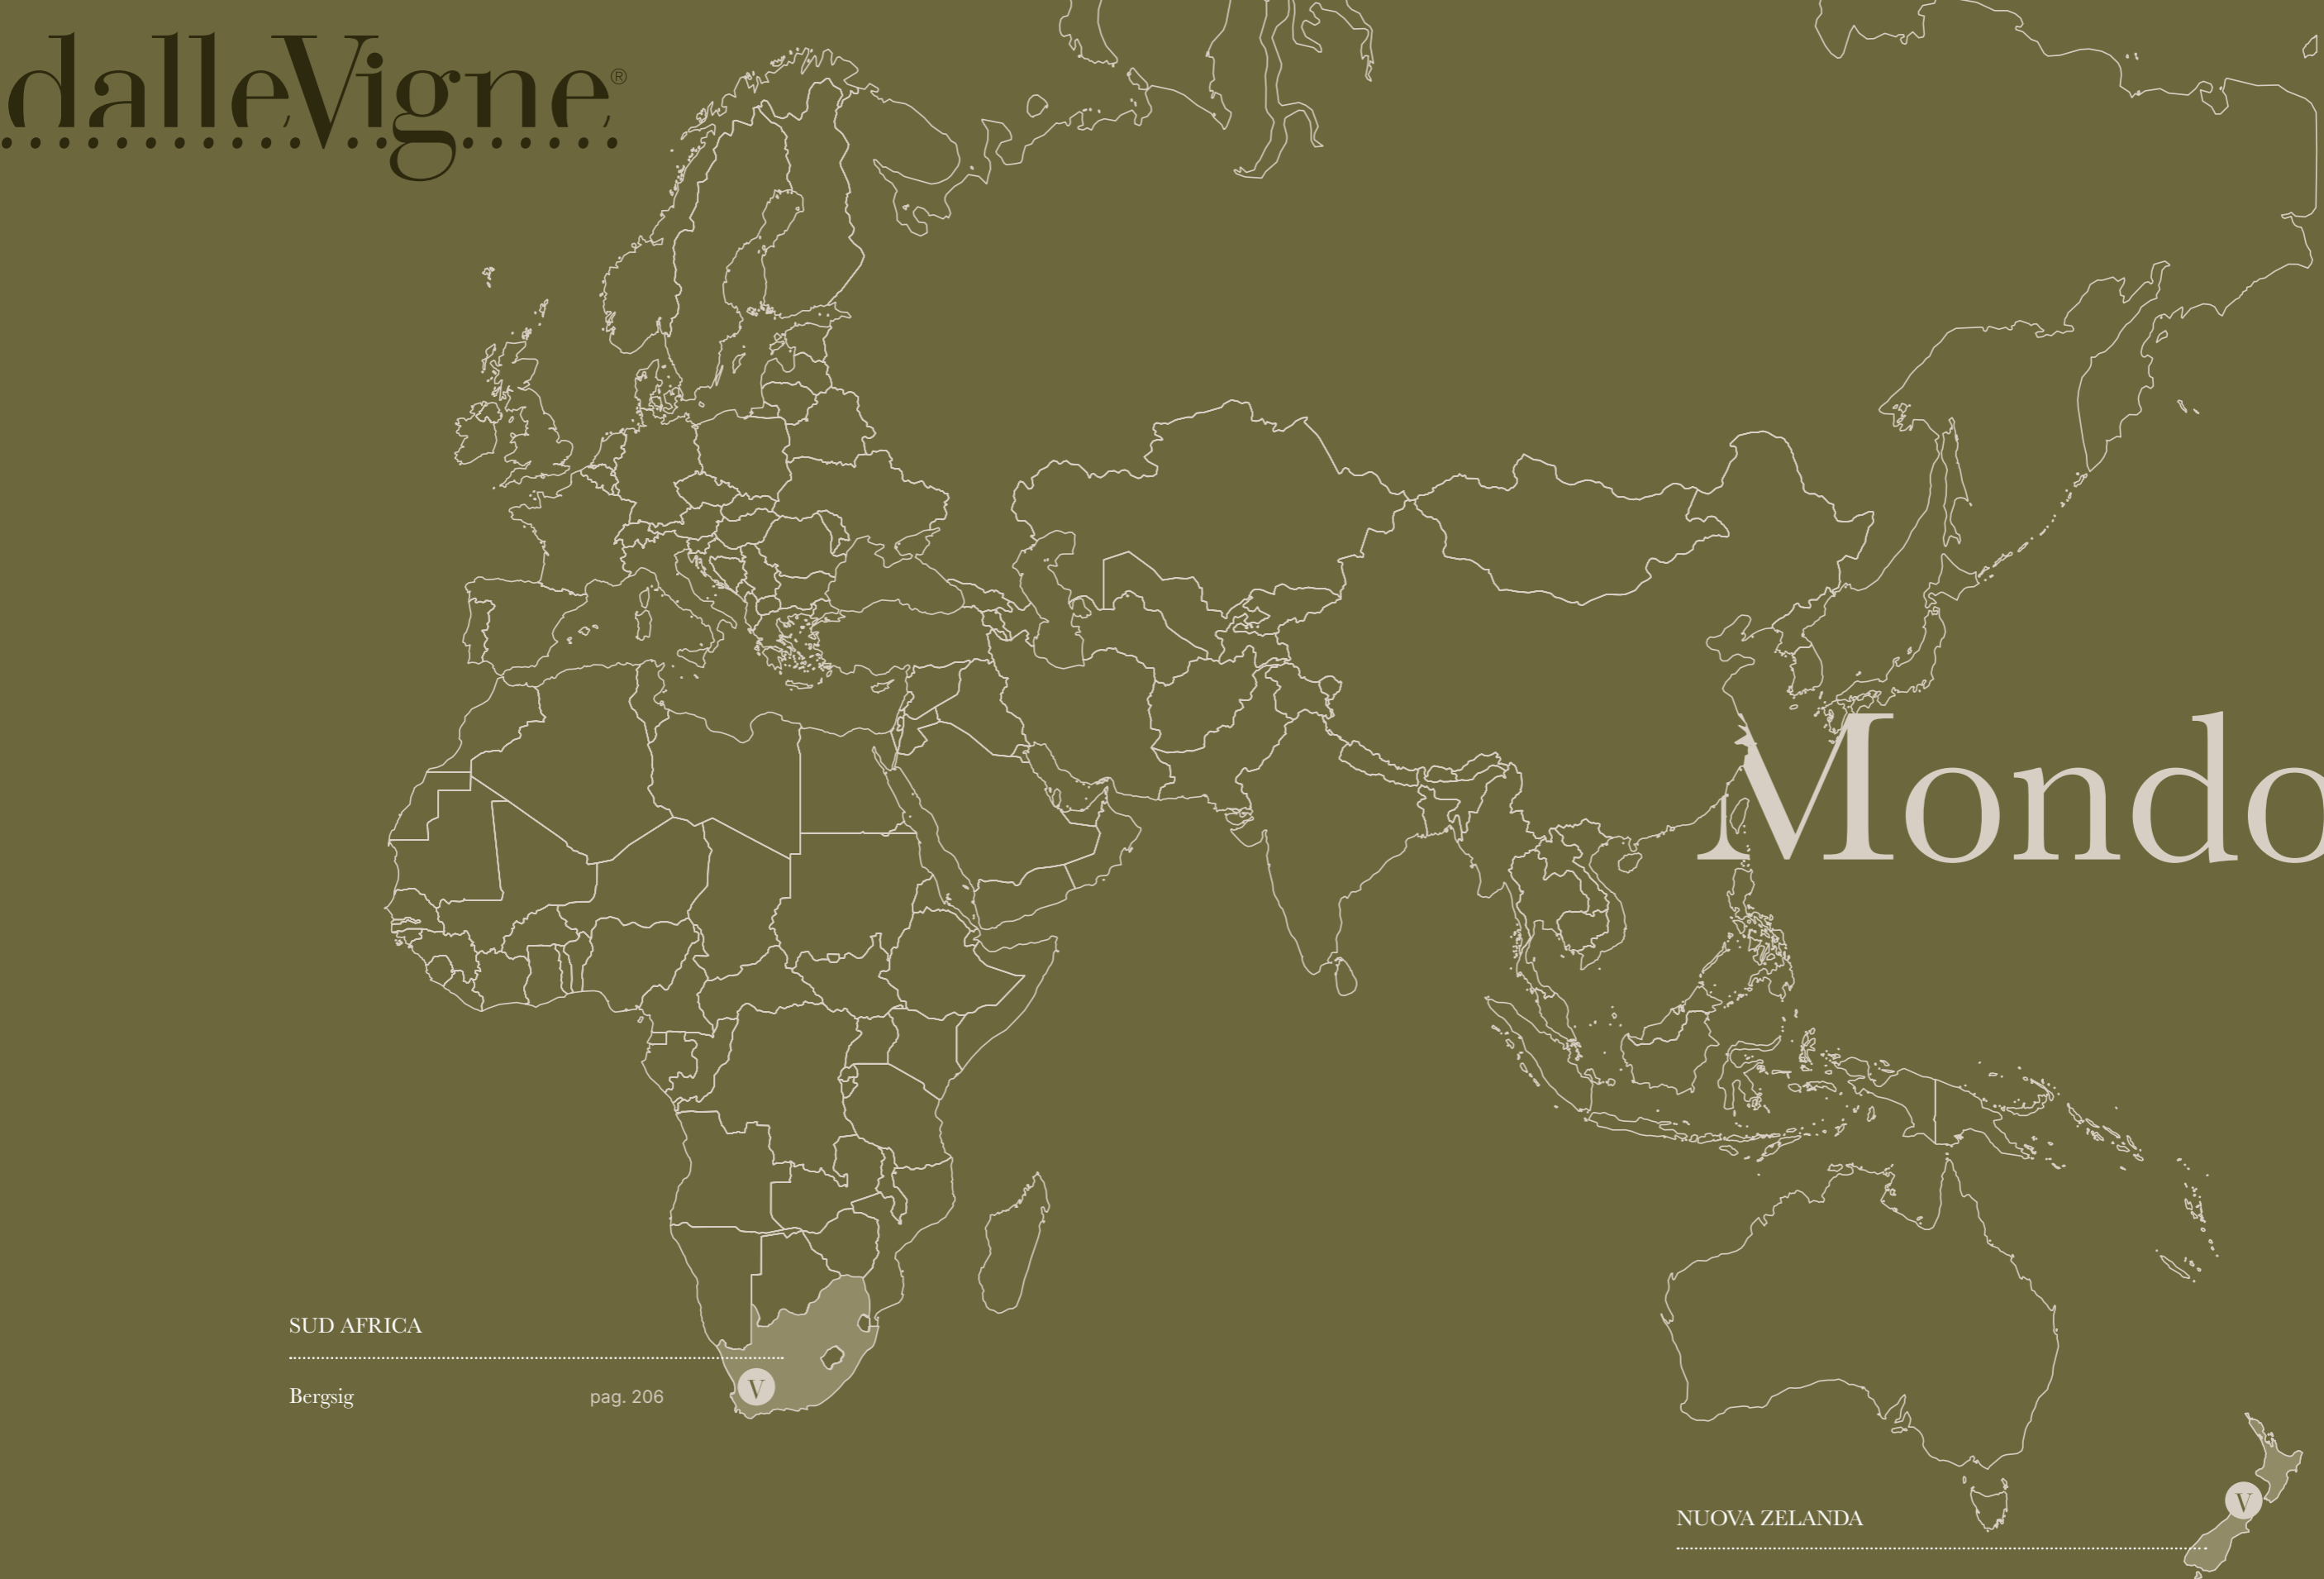 dalleVigne®
Mondo
SUD AFRICA
V
Bergsig pag. 206
V
NUOVA ZELANDA